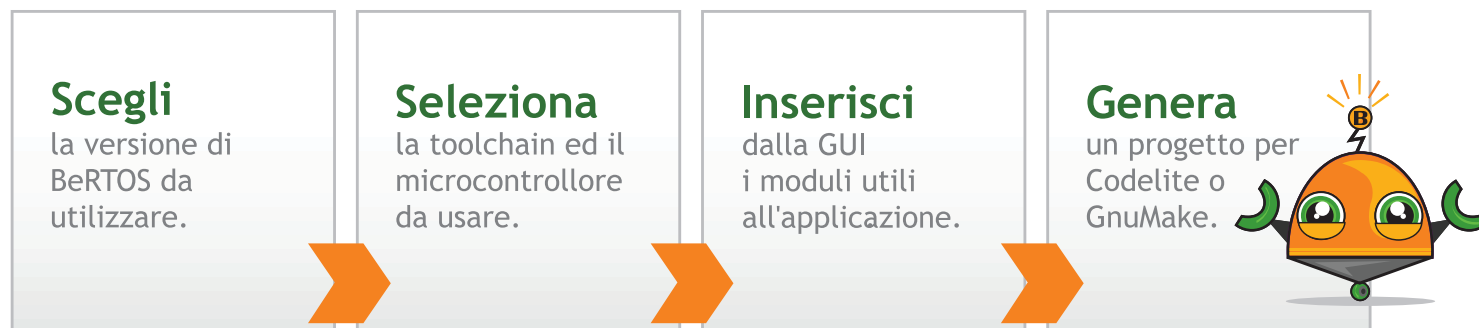 Scegli
la versione di
BeRTOS da
utilizzare.
Seleziona
la toolchain ed il
microcontrollore
da usare.
Inserisci
dalla GUI
i moduli utili
all'applicazione.
Genera
un progetto per
Codelite o
GnuMake.
B